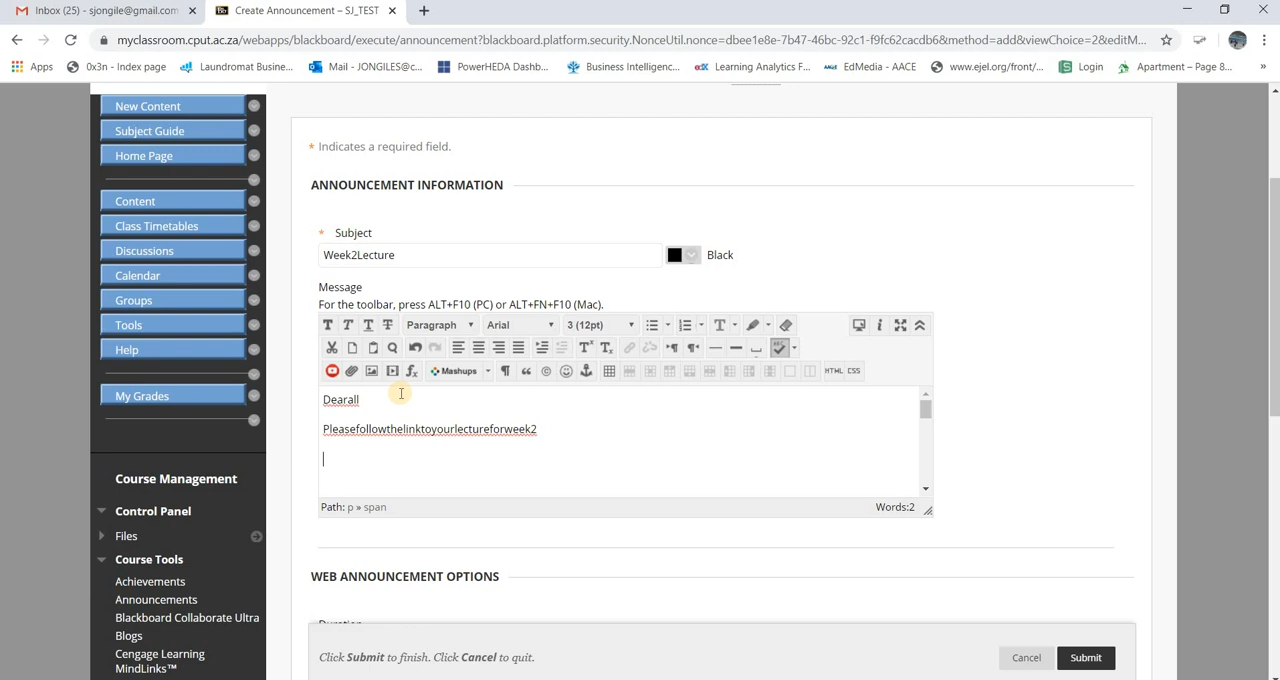 Inbox (25) - sjongile@gmail.com
Create Announcement – SJ_TEST
myclassroom.cput.ac.za/webapps/blackboard/execute/announcement?blackboard.platform.security.NonceUtil.nonce=dbee1e8e-7b47-46bc-92c1-f9fc62cacdb6&method=add&viewChoice=2&editM...
Apps
0x3n - Index page
Laundromat Busine...
Mail - JONGILES@c...
PowerHEDA Dashb...
Business Intelligenc...
Learning Analytics F...
EdMedia - AACE
www.ejel.org/front/...
Login
Apartment – Page 8...
»
New Content
Subject Guide
Home Page
Content
Class Timetables
Discussions
Calendar
Groups
Tools
Help
My Grades
Course Management
Control Panel
Files
Course Tools
Achievements
Announcements
Blackboard Collaborate Ultra
Blogs
Cengage Learning
MindLinks™
* Indicates a required field.
ANNOUNCEMENT INFORMATION
* Subject
Week2Lecture
Black
Message
For the toolbar, press ALT+F10 (PC) or ALT+FN+F10 (Mac).
T T T T Paragraph Arial 3 (12pt)
Mashups
HTML CSS
Dearall
Pleasefollowthelinktoyourlectureforweek2
Path: p » span
Words:2
WEB ANNOUNCEMENT OPTIONS
Duration
Click Submit to finish. Click Cancel to quit.
Cancel
Submit